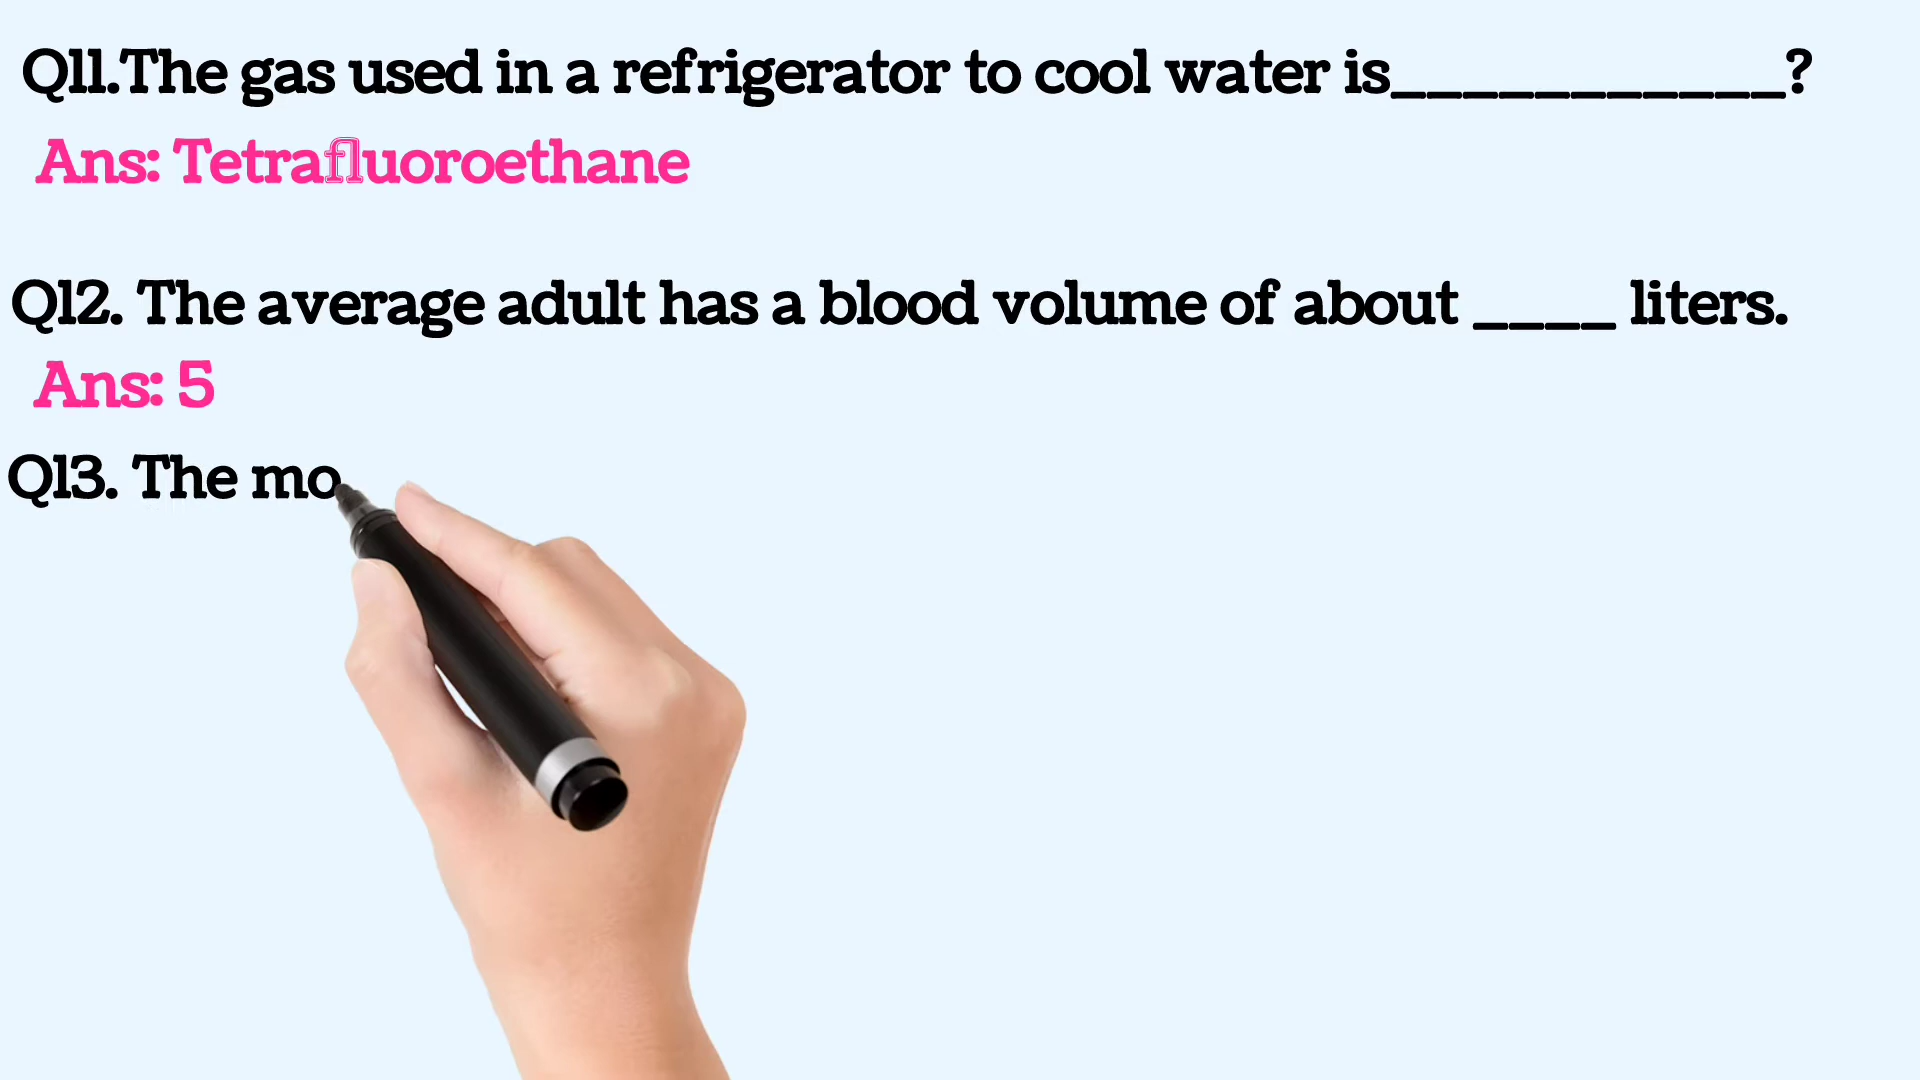 Q11.The gas used in a refrigerator to cool water is___________?
Ans: Tetrafluoroethane
Q12. The average adult has a blood volume of about ____ liters.
Ans: 5
Q13. The mo